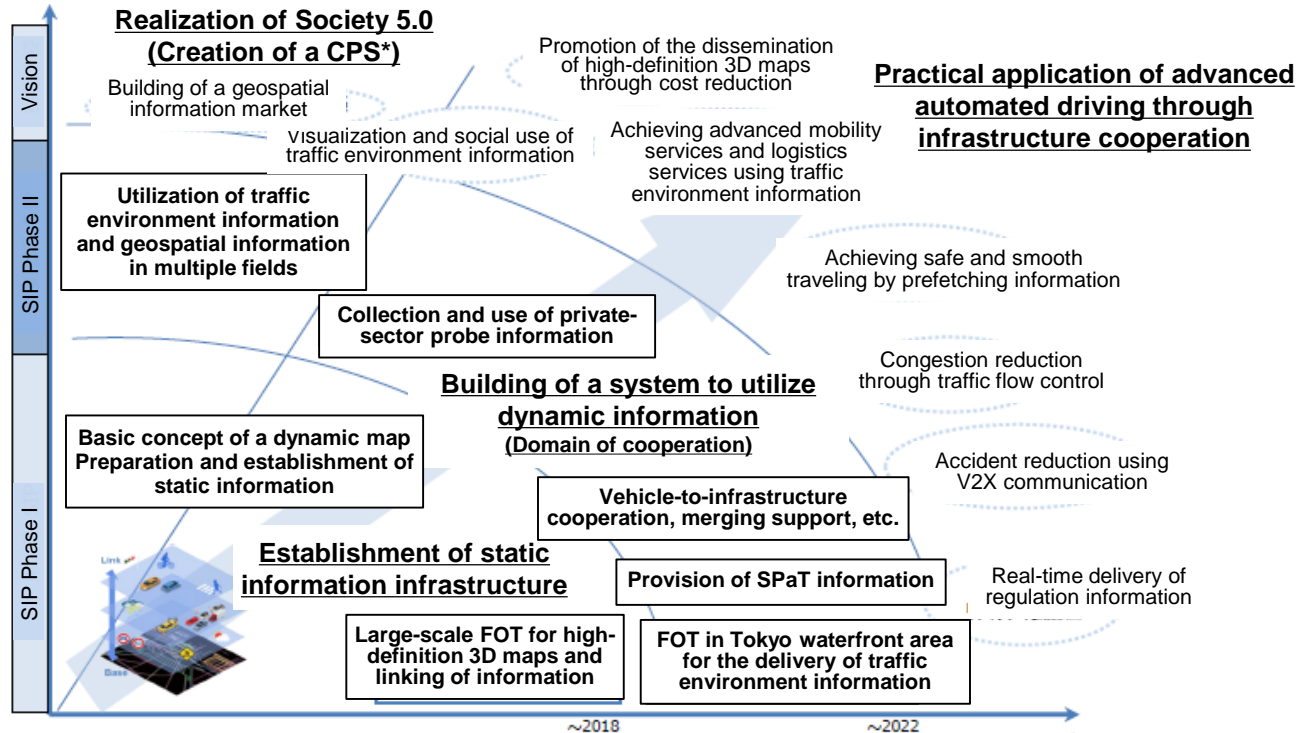 Realization of Society 5.0
(Creation of a CPS*)
Vision
Building of a geospatial
information market
Promotion of the dissemination
of high-definition 3D maps
through cost reduction
Practical application of advanced
automated driving through
infrastructure cooperation
Visualization and social use of
traffic environment information
Achieving advanced mobility
services and logistics
services using traffic
environment information
SIP Phase II
Utilization of traffic
environment information
and geospatial information
in multiple fields
Achieving safe and smooth
traveling by prefetching information
Collection and use of private-
sector probe information
Congestion reduction
through traffic flow control
Building of a system to utilize
dynamic information
(Domain of cooperation)
SIP Phase I
Basic concept of a dynamic map
Preparation and establishment of
static information
Accident reduction using
V2X communication
Vehicle-to-infrastructure
cooperation, merging support, etc.
Link
Base
Establishment of static
information infrastructure
Provision of SPaT information
Real-time delivery of
regulation information
Large-scale FOT for high-
definition 3D maps and
linking of information
FOT in Tokyo waterfront area
for the delivery of traffic
environment information
~2018
~2022